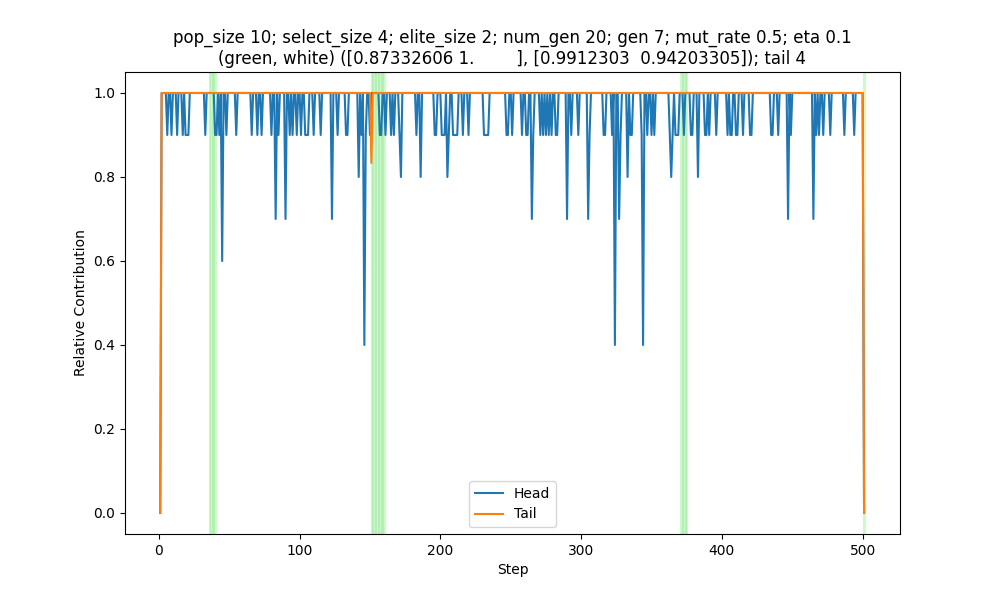 pop_size 10; select_size 4; elite_size 2; num_gen 20; gen 7; mut_rate 0.5; eta 0.1
(green, white) ([0.87332606 1.        ], [0.9912303  0.94203305]); tail 4
1.0
0.8
0.6
0.4
0.2
0.0
Relative Contribution
Head
Tail
0 100 200 300 400 500
Step